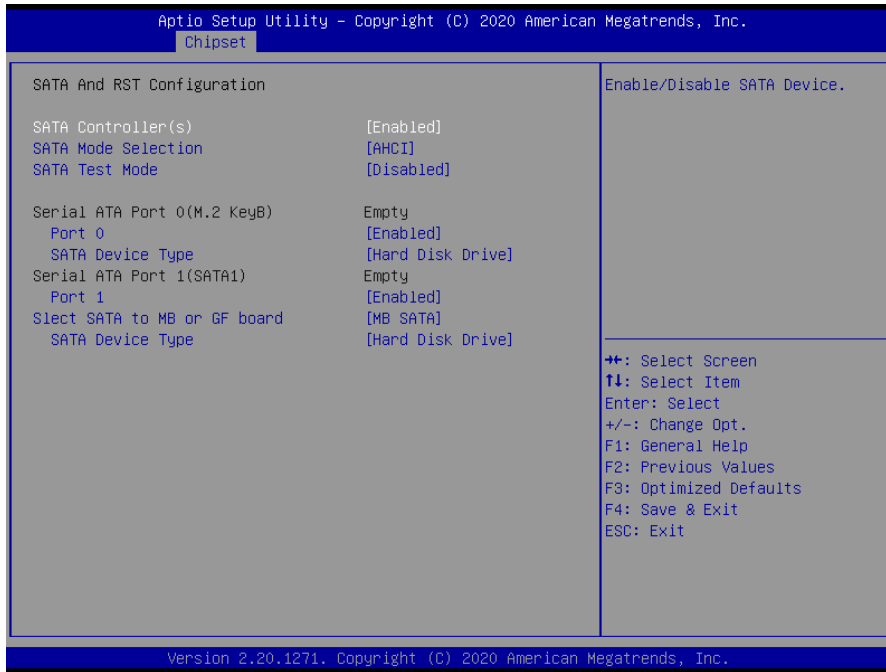 Aptio Setup Utility – Copyright (C) 2020 American Megatrends, Inc.
Chipset
SATA And RST Configuration
SATA Controller(s) [Enabled]
SATA Mode Selection [AHCI]
SATA Test Mode [Disabled]
Serial ATA Port 0(M.2 KeyB) Empty
Port 0 [Enabled]
SATA Device Type [Hard Disk Drive]
Serial ATA Port 1(SATA1) Empty
Port 1 [Enabled]
Slect SATA to MB or GF board [MB SATA]
SATA Device Type [Hard Disk Drive]
Enable/Disable SATA Device.
→←: Select Screen
↑↓: Select Item
Enter: Select
+/-: Change Opt.
F1: General Help
F2: Previous Values
F3: Optimized Defaults
F4: Save & Exit
ESC: Exit
Version 2.20.1271. Copyright (C) 2020 American Megatrends, Inc.